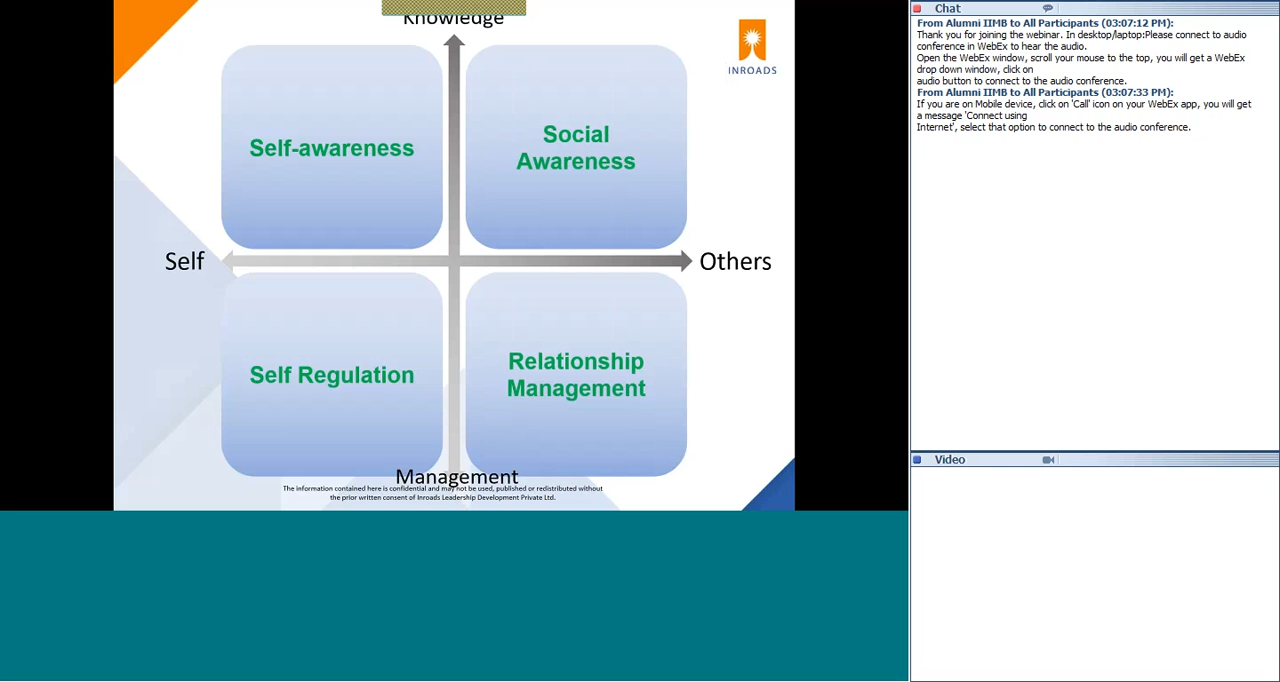 Knowledge
INROADS
Self-awareness
Social
Awareness
Self
Others
Self Regulation
Relationship
Management
Management
The information contained here is confidential and may not be used, published or redistributed without
the prior written consent of Inroads Leadership Development Private Ltd.
Chat
From Alumni IIMB to All Participants (03:07:12 PM):
Thank you for joining the webinar. In desktop/laptop:Please connect to audio
conference in WebEx to hear the audio.
Open the WebEx window, scroll your mouse to the top, you will get a WebEx
drop down window, click on
audio button to connect to the audio conference.
From Alumni IIMB to All Participants (03:07:33 PM):
If you are on Mobile device, click on 'Call' icon on your WebEx app, you will get
a message 'Connect using
Internet', select that option to connect to the audio conference.
Video